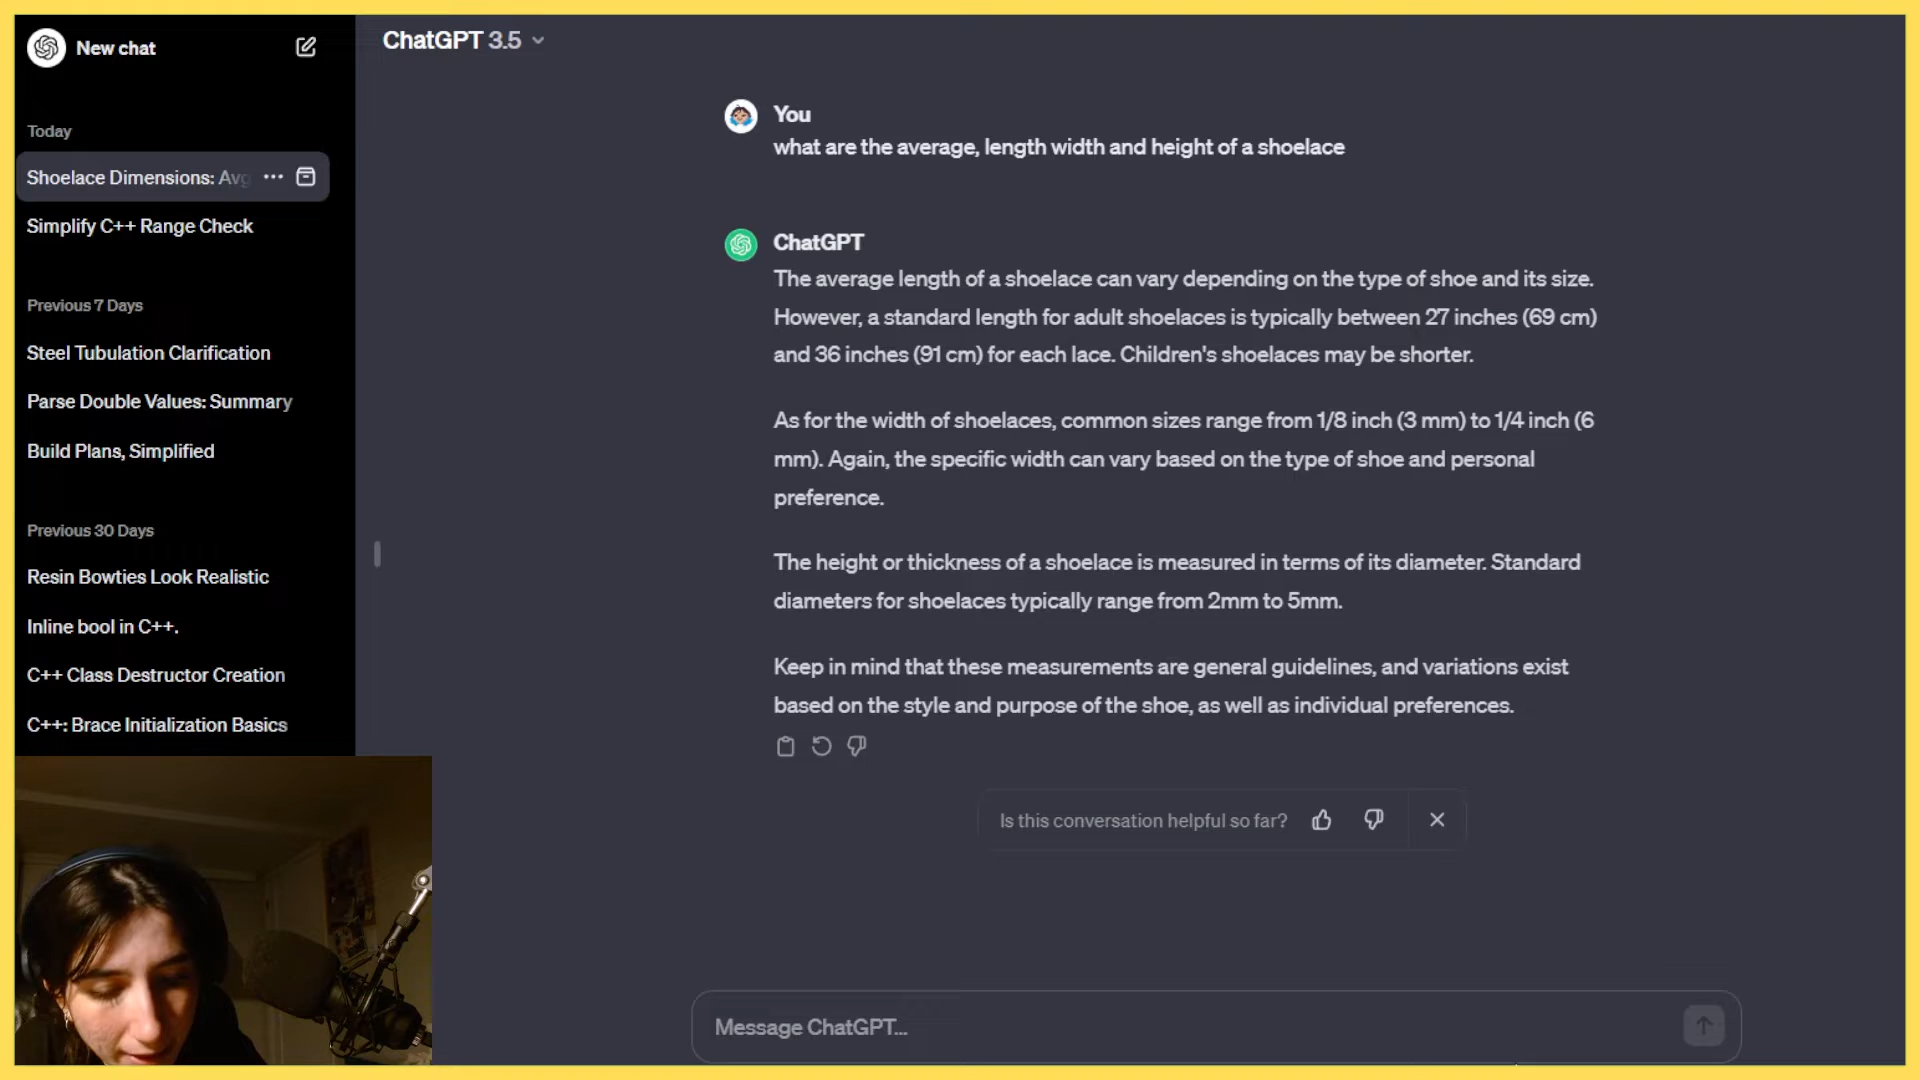 New chat
Today
Shoelace Dimensions: Avg
Simplify C++ Range Check
Previous 7 Days
Steel Tubulation Clarification
Parse Double Values: Summary
Build Plans, Simplified
Previous 30 Days
Resin Bowties Look Realistic
Inline bool in C++.
C++ Class Destructor Creation
C++: Brace Initialization Basics
ChatGPT 3.5
You
what are the average, length width and height of a shoelace
ChatGPT
The average length of a shoelace can vary depending on the type of shoe and its size.
However, a standard length for adult shoelaces is typically between 27 inches (69 cm)
and 36 inches (91 cm) for each lace. Children's shoelaces may be shorter.
As for the width of shoelaces, common sizes range from 1/8 inch (3 mm) to 1/4 inch (6
mm). Again, the specific width can vary based on the type of shoe and personal
preference.
The height or thickness of a shoelace is measured in terms of its diameter. Standard
diameters for shoelaces typically range from 2mm to 5mm.
Keep in mind that these measurements are general guidelines, and variations exist
based on the style and purpose of the shoe, as well as individual preferences.
Is this conversation helpful so far?
Message ChatGPT...